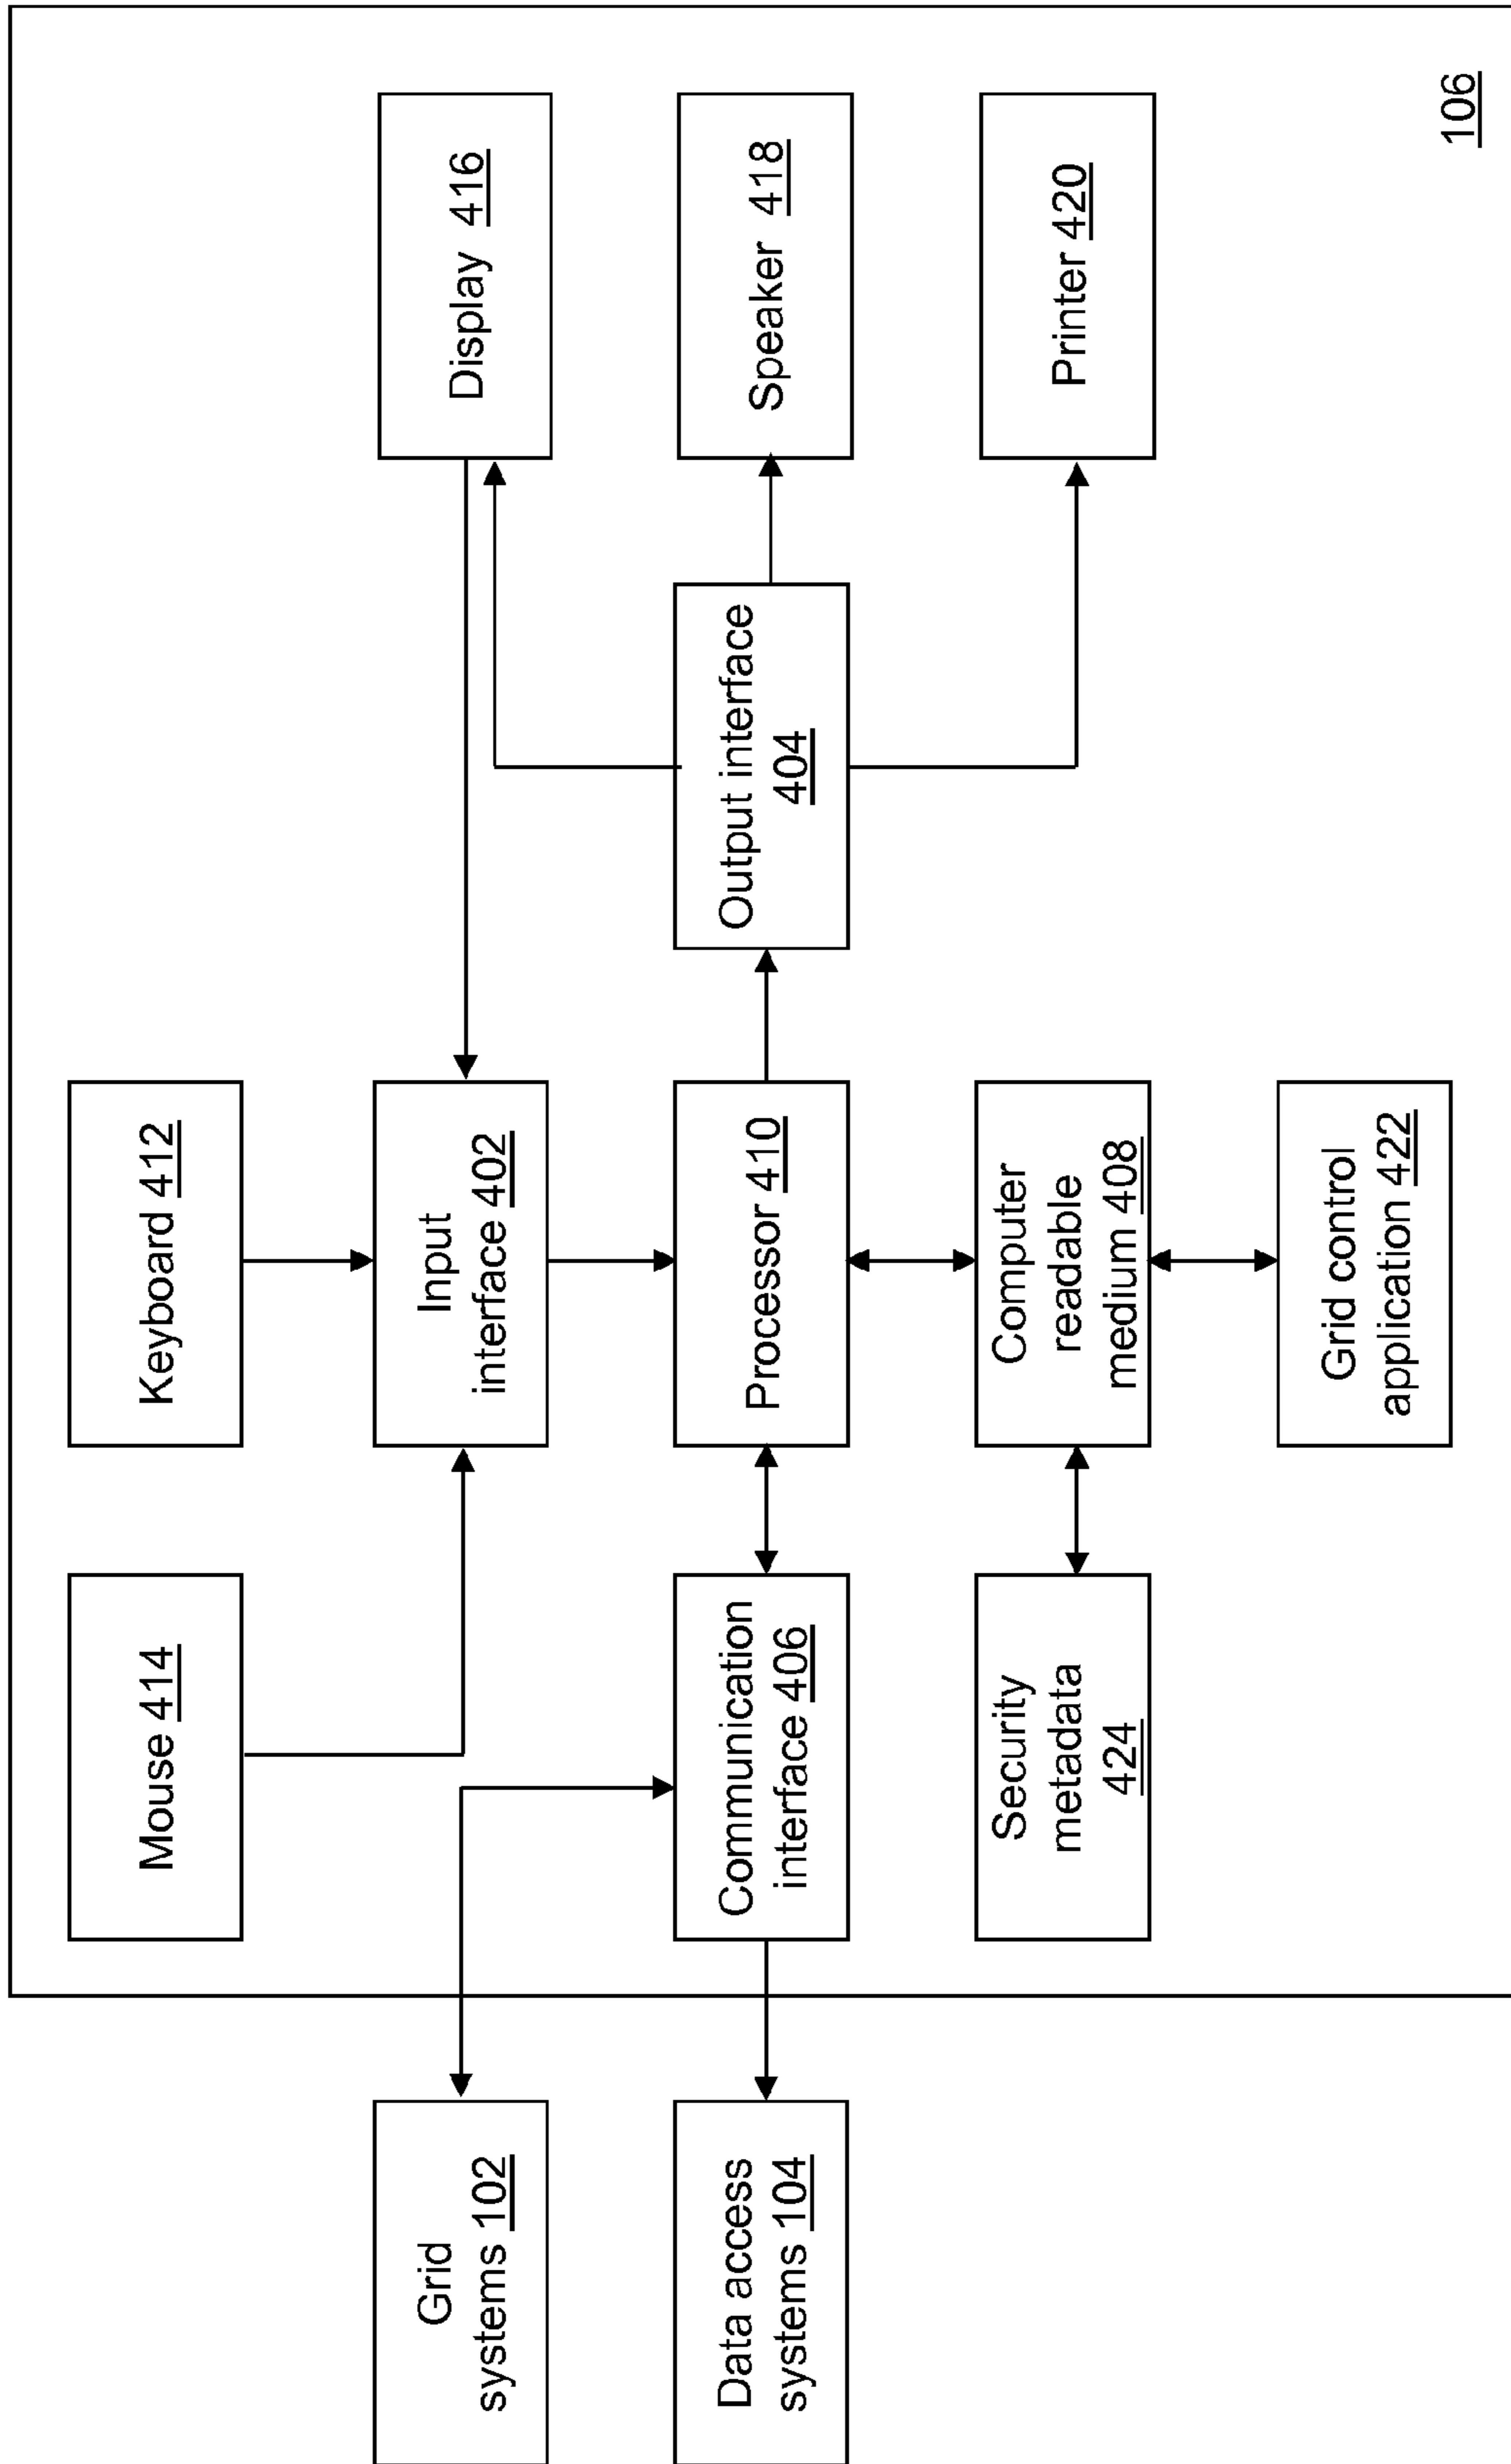 Mouse 414
Keyboard 412
Grid
systems 102
Input
interface 402
Display 416
Data access
systems 104
Communication
interface 406
Processor 410
Output interface
404
Speaker 418
Security
metadata
424
Computer
readable
medium 408
Printer 420
Grid control
application 422
106